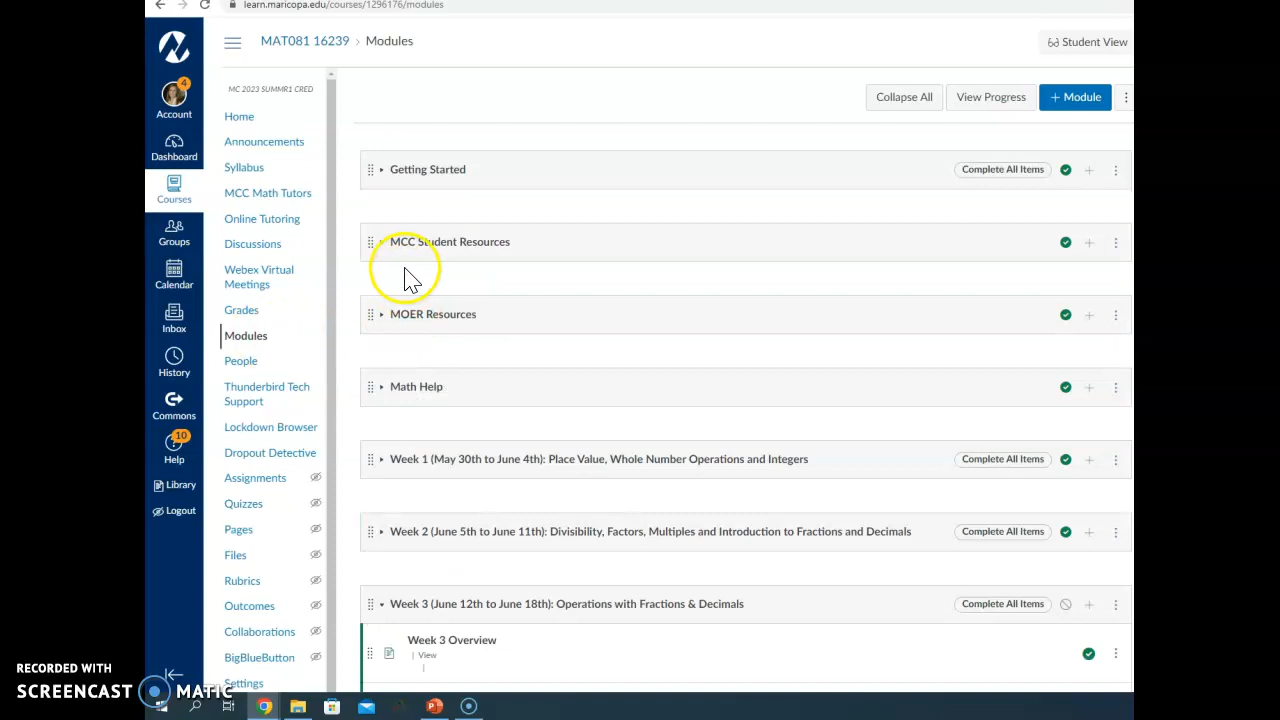 learn.maricopa.edu/courses/1296176/modules
MAT081 16239 › Modules
Student View
4
Account
Dashboard
Courses
Groups
Calendar
Inbox
History
Commons
10
Help
Library
Logout
MC 2023 SUMMR1 CRED
Home
Announcements
Syllabus
MCC Math Tutors
Online Tutoring
Discussions
Webex Virtual
Meetings
Grades
Modules
People
Thunderbird Tech
Support
Lockdown Browser
Dropout Detective
Assignments
Quizzes
Pages
Files
Rubrics
Outcomes
Collaborations
BigBlueButton
Settings
Collapse All
View Progress
+ Module
Getting Started
Complete All Items
MCC Student Resources
MOER Resources
Math Help
Week 1 (May 30th to June 4th): Place Value, Whole Number Operations and Integers
Complete All Items
Week 2 (June 5th to June 11th): Divisibility, Factors, Multiples and Introduction to Fractions and Decimals
Complete All Items
Week 3 (June 12th to June 18th): Operations with Fractions & Decimals
Complete All Items
Week 3 Overview
| View
|
RECORDED WITH
SCREENCAST MATIC